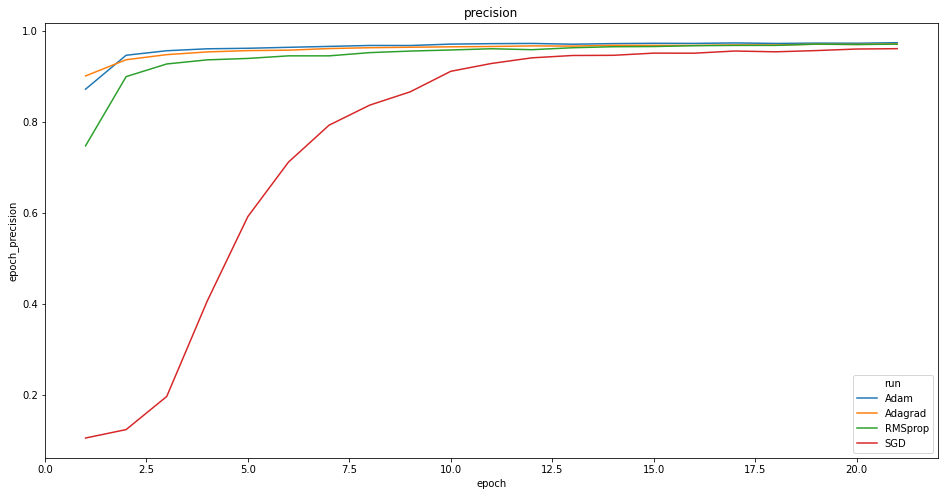 precision
epoch_precision
1.0
0.8
0.6
0.4
0.2
0.0 2.5 5.0 7.5 10.0 12.5 15.0 17.5 20.0
epoch
run
Adam
Adagrad
RMSprop
SGD